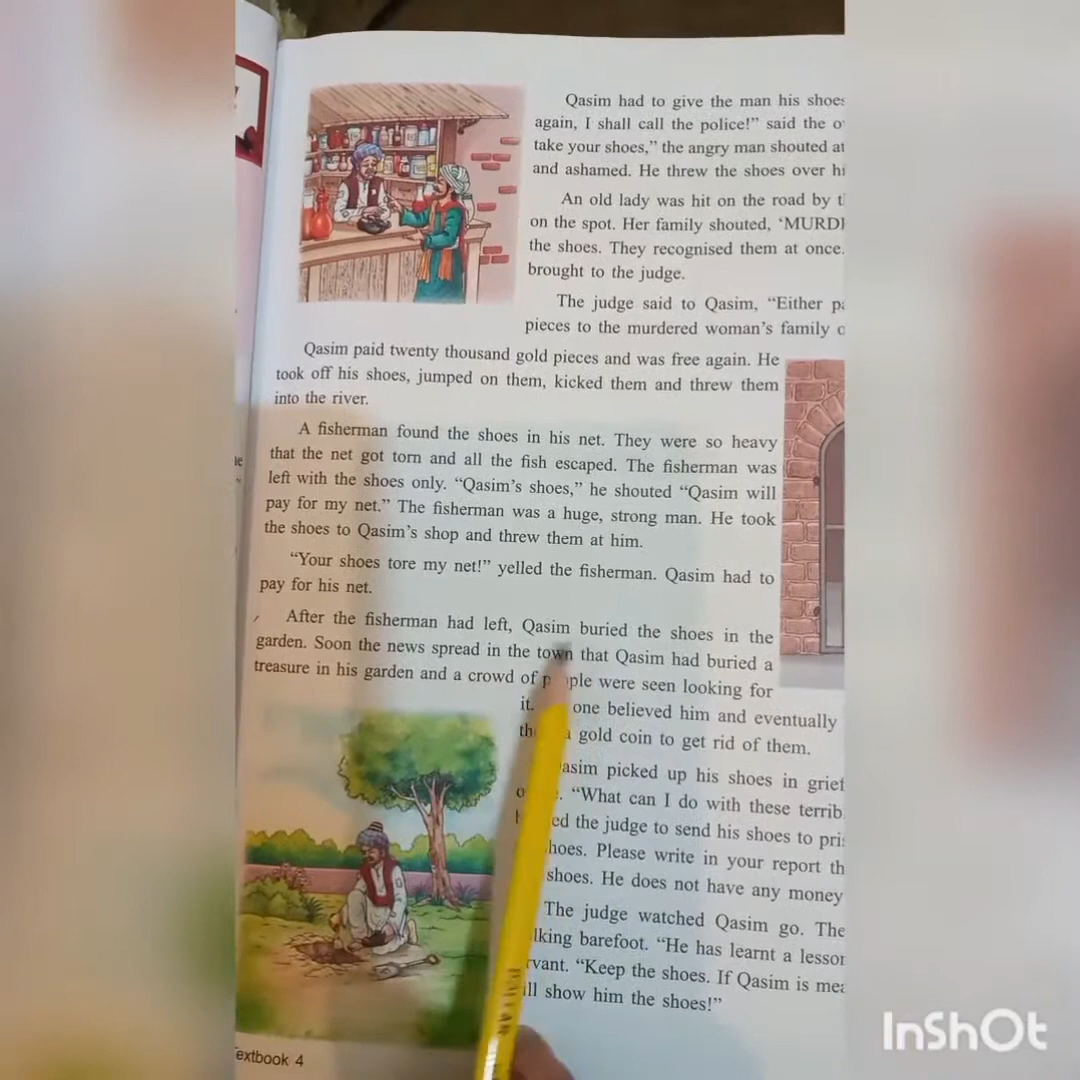 Qasim had to give the man his shoes
again, I shall call the police!” said the
take your shoes,” the angry man shouted at
and ashamed. He threw the shoes over
An old lady was hit on the road by
on the spot. Her family shouted, ‘MURD
the shoes. They recognised them at once.
brought to the judge.
The judge said to Qasim, “Either
pieces to the murdered woman’s family
Qasim paid twenty thousand gold pieces and was free again. He
took off his shoes, jumped on them, kicked them and threw them
into the river.
A fisherman found the shoes in his net. They were so heavy
that the net got torn and all the fish escaped. The fisherman was
left with the shoes only. “Qasim’s shoes,” he shouted “Qasim will
pay for my net.” The fisherman was a huge, strong man. He took
the shoes to Qasim’s shop and threw them at him.
“Your shoes tore my net!” yelled the fisherman. Qasim had to
pay for his net.
After the fisherman had left, Qasim buried the shoes in the
garden. Soon the news spread in the town that Qasim had buried a
treasure in his garden and a crowd of people were seen looking for
it. one believed him and eventually
gold coin to get rid of them.
asim picked up his shoes in grief
“What can I do with these
ed the judge to send his shoes to
hoes. Please write in your report
shoes. He does not have any money
The judge watched Qasim go. The
lking barefoot. “He has learnt a
rvant. “Keep the shoes. If Qasim is
ll show him the shoes!”
extbook 4
InShOt